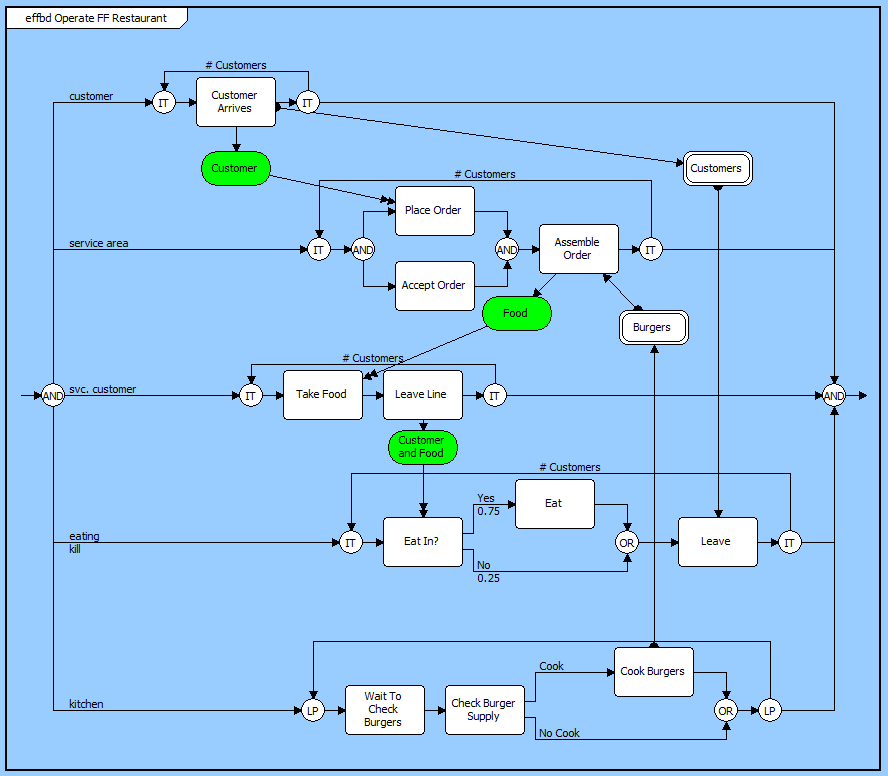 effbd Operate FF Restaurant
# Customers
customer
IT
Customer
Arrives
IT
Customer
Customers
# Customers
Place Order
service area
IT
AND
AND
Assemble
Order
IT
Accept Order
Food
Burgers
# Customers
AND
svc. customer
IT
Take Food
Leave Line
IT
AND
Customer
and Food
# Customers
Yes
0.75
Eat
eating
kill
IT
Eat In?
OR
Leave
IT
No
0.25
Cook
Cook Burgers
kitchen
LP
Wait To
Check
Burgers
Check Burger
Supply
OR
LP
No Cook